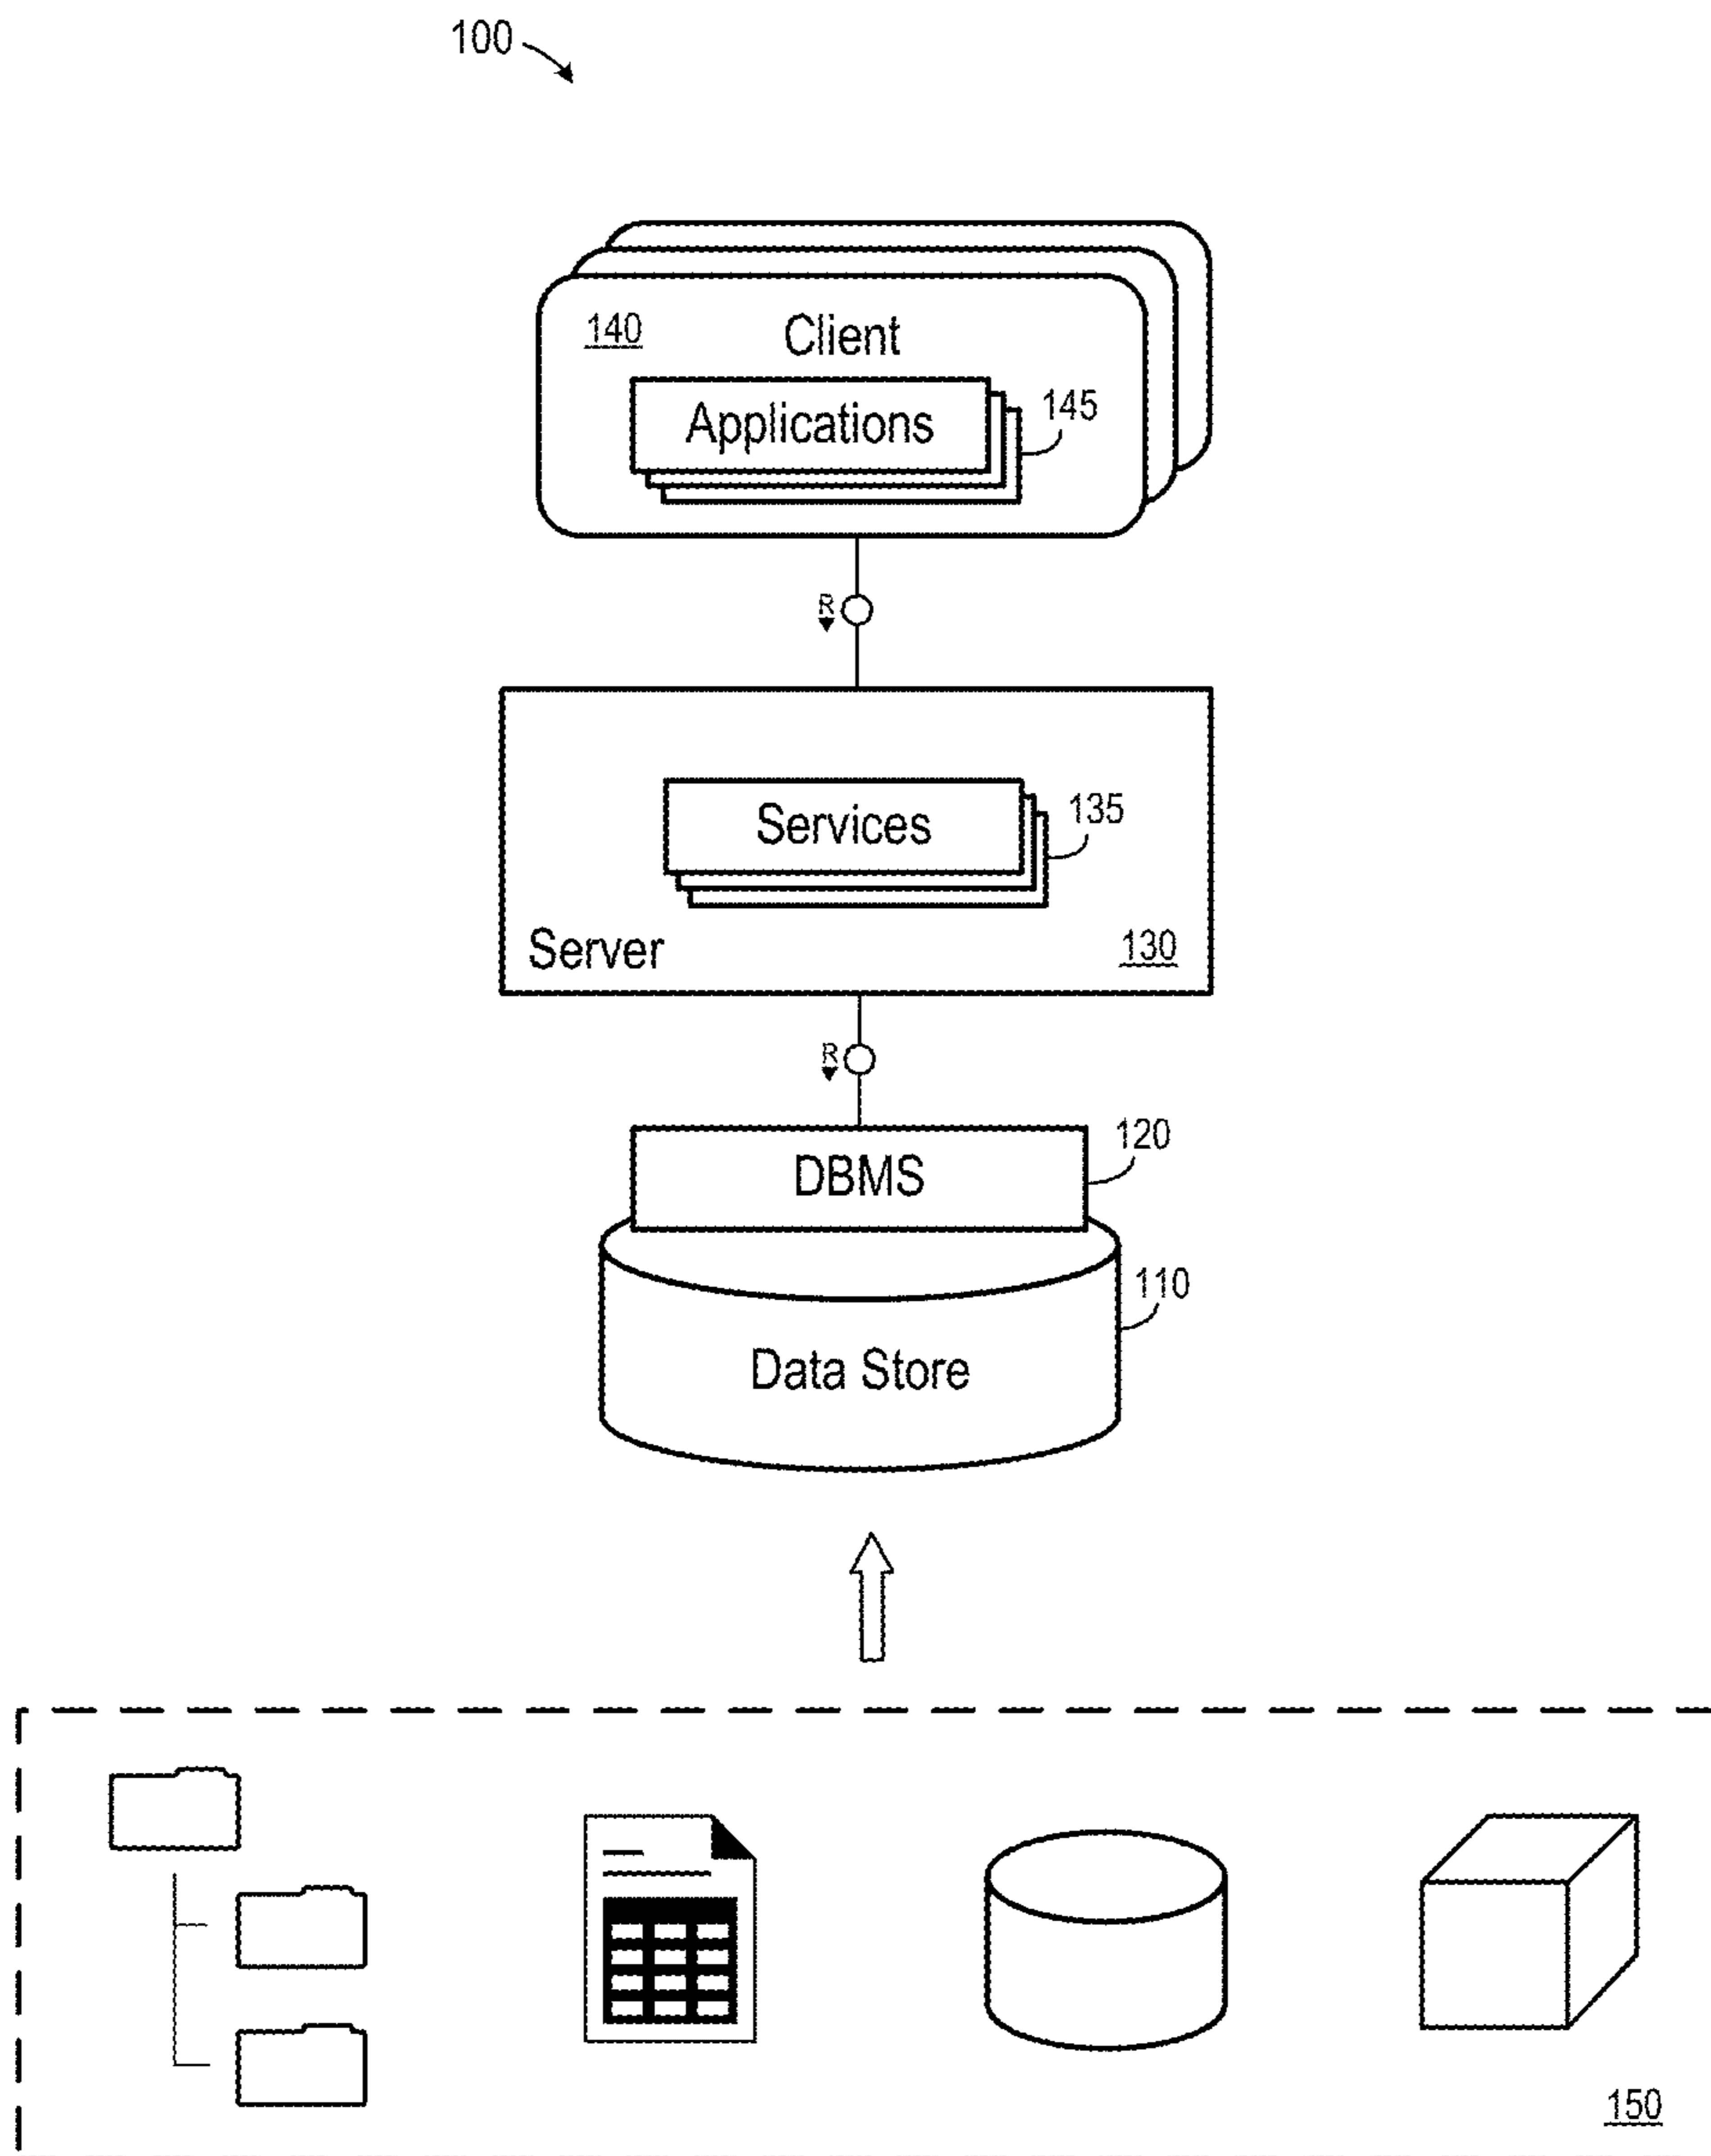 100
140
Client
Applications
145
R
Services
135
Server
130
R
DBMS
120
110
Data Store
150